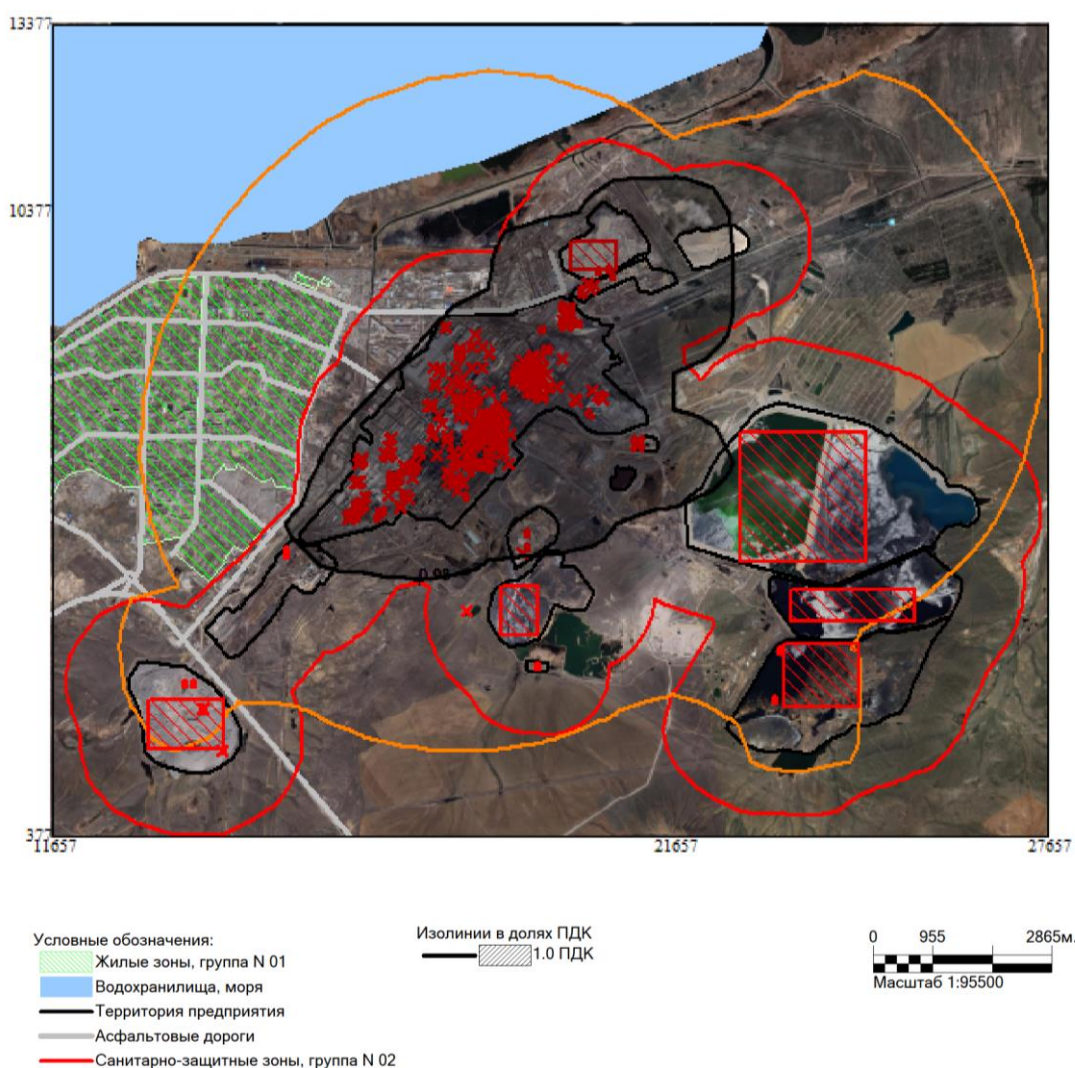 13377
10377
377
11657
21657
27657
0.98
Условные обозначения:
Жилые зоны, группа N 01
Водохранилища, моря
Территория предприятия
Асфальтовые дороги
Санитарно-защитные зоны, группа N 02
Изолинии в долях ПДК
1.0 ПДК
0 955 2865м.
Масштаб 1:95500